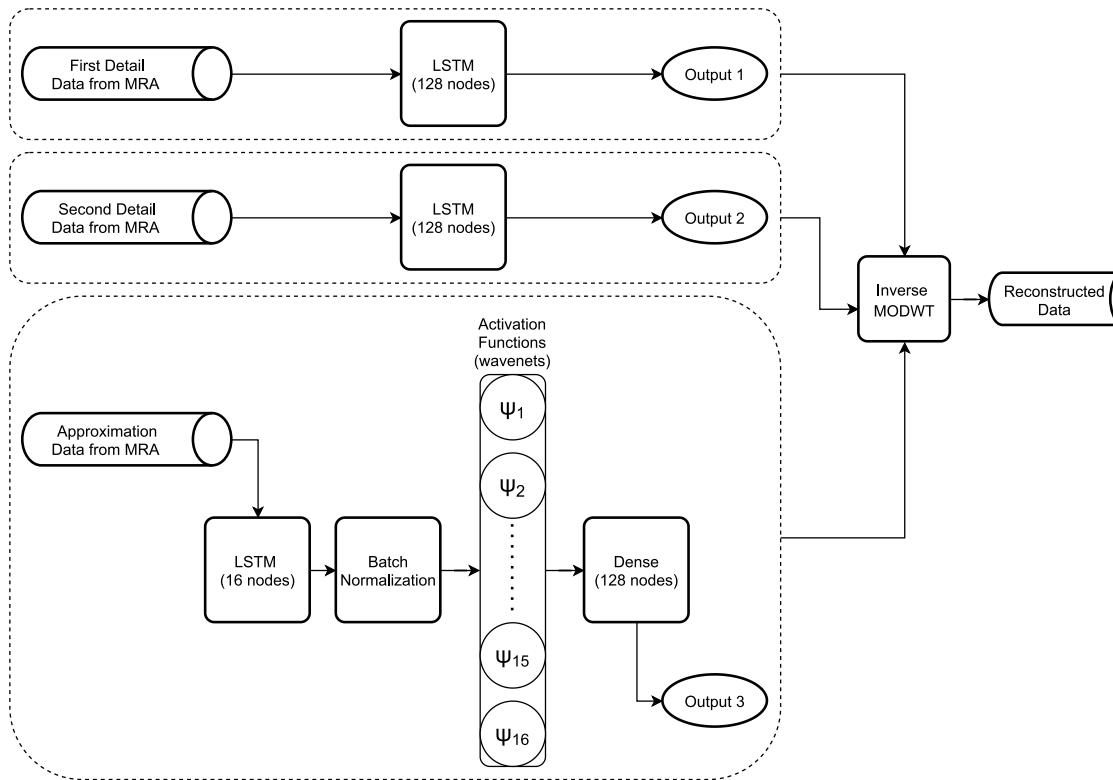 First Detail
Data from MRA
LSTM
(128 nodes)
Output 1
Second Detail
Data from MRA
LSTM
(128 nodes)
Output 2
Inverse
MODWT
Reconstructed
Data
Activation
Functions
(wavenets)
Approximation
Data from MRA
LSTM
(16 nodes)
Batch
Normalization
Ψ1
Ψ2
Ψ15
Ψ16
Dense
(128 nodes)
Output 3